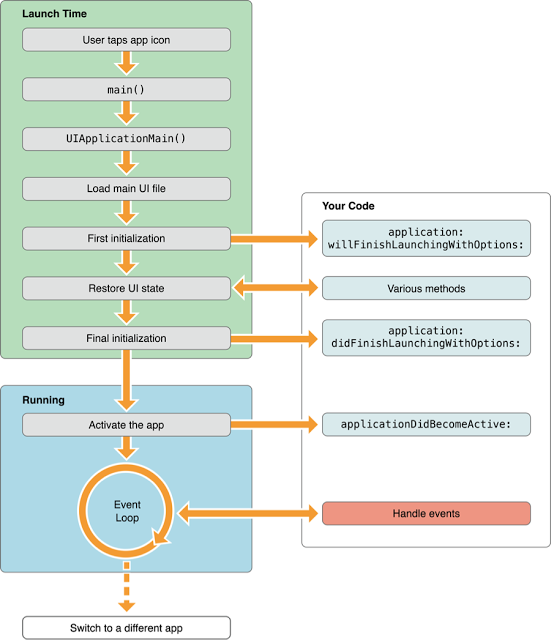 Launch Time
User taps app icon
main()
UIApplicationMain()
Load main UI file
First initialization
Restore UI state
Final initialization
Your Code
application:
willFinishLaunchingWithOptions:
Various methods
application:
didFinishLaunchingWithOptions:
Running
Activate the app
applicationDidBecomeActive:
Event
Loop
Handle events
Switch to a different app